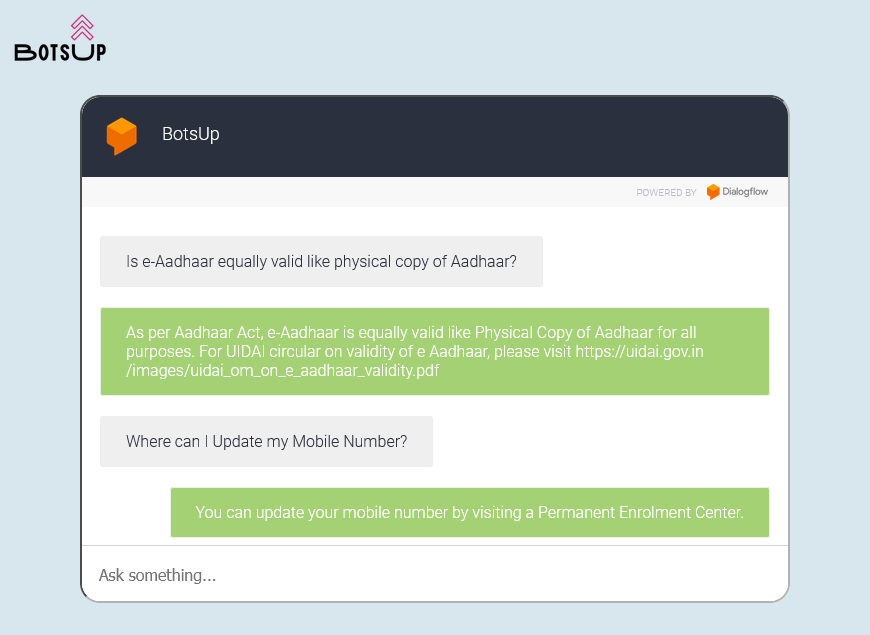 BOTSUP
BotsUp
POWERED BY Dialogflow
Is e-Aadhaar equally valid like physical copy of Aadhaar?
As per Aadhaar Act, e-Aadhaar is equally valid like Physical Copy of Aadhaar for all
purposes. For UIDAI circular on validity of e Aadhaar, please visit https://uidai.gov.in
/images/uidai_om_on_e_aadhaar_validity.pdf
Where can I Update my Mobile Number?
You can update your mobile number by visiting a Permanent Enrolment Center.
Ask something...